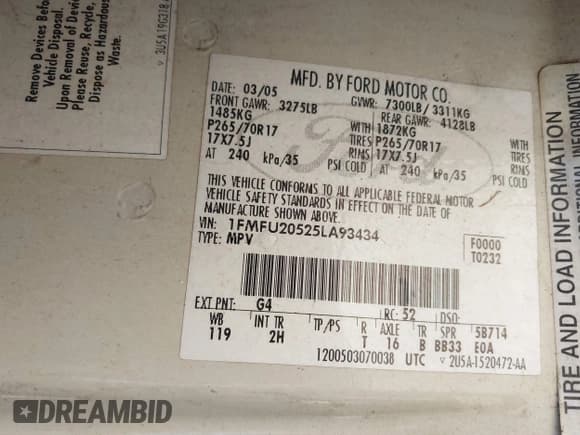 Remove Devices Befo
Vehicle Disposal.
Upon Removal of Devi
Please Reuse, Recycle,
Dispose as Hazardous
Waste.
3U5A19G318
MFD. BY FORD MOTOR CO.
DATE: 03/05 GVWR: 7300LB / 3311KG
FRONT GAWR: 3275LB REAR GAWR: 4128LB
1485KG WITH 1872KG WITH
P265/70R17 TIRES P265/70R17 TIRES
17X7.5J RIMS 17X7.5J RIMS
AT 240 kPa/35 PSI COLD AT 240 kPa/35 PSI COLD
THIS VEHICLE CONFORMS TO ALL APPLICABLE FEDERAL MOTOR
VEHICLE SAFETY STANDARDS IN EFFECT ON THE DATE OF
MANUFACTURE SHOWN ABOVE.
VIN: 1FMFU20525LA93434 F0000
TYPE: MPV T0232
EXT PNT: G4 RC: 52 DSO:
WB INT TR TP/PS R AXLE TR SPR 5B714
119 2H T 16 B BB33 E0A
1200503070038 UTC 2U5A-1520472-AA
Ford
TIRE AND LOAD INFORMATION
DREAMBID